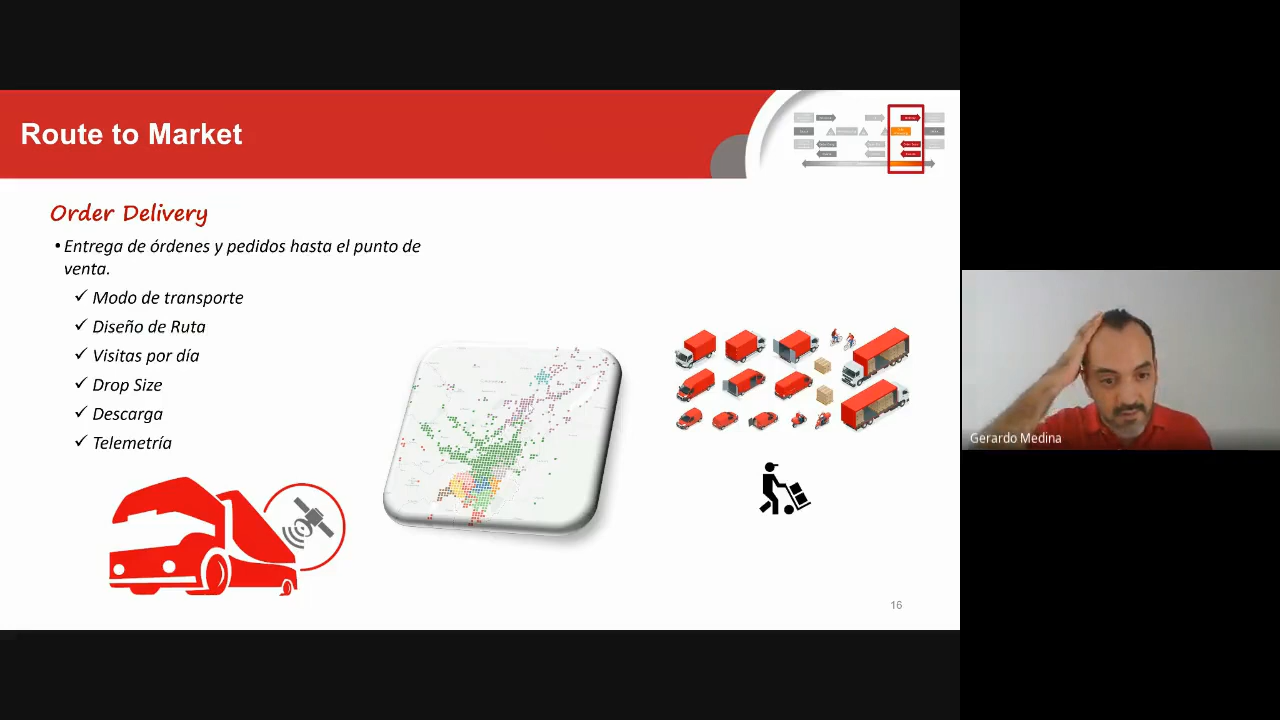 Route to Market
Order Delivery
• Entrega de órdenes y pedidos hasta el punto de
venta.
✓ Modo de transporte
✓ Diseño de Ruta
✓ Visitas por día
✓ Drop Size
✓ Descarga
✓ Telemetría
16
Gerardo Medina